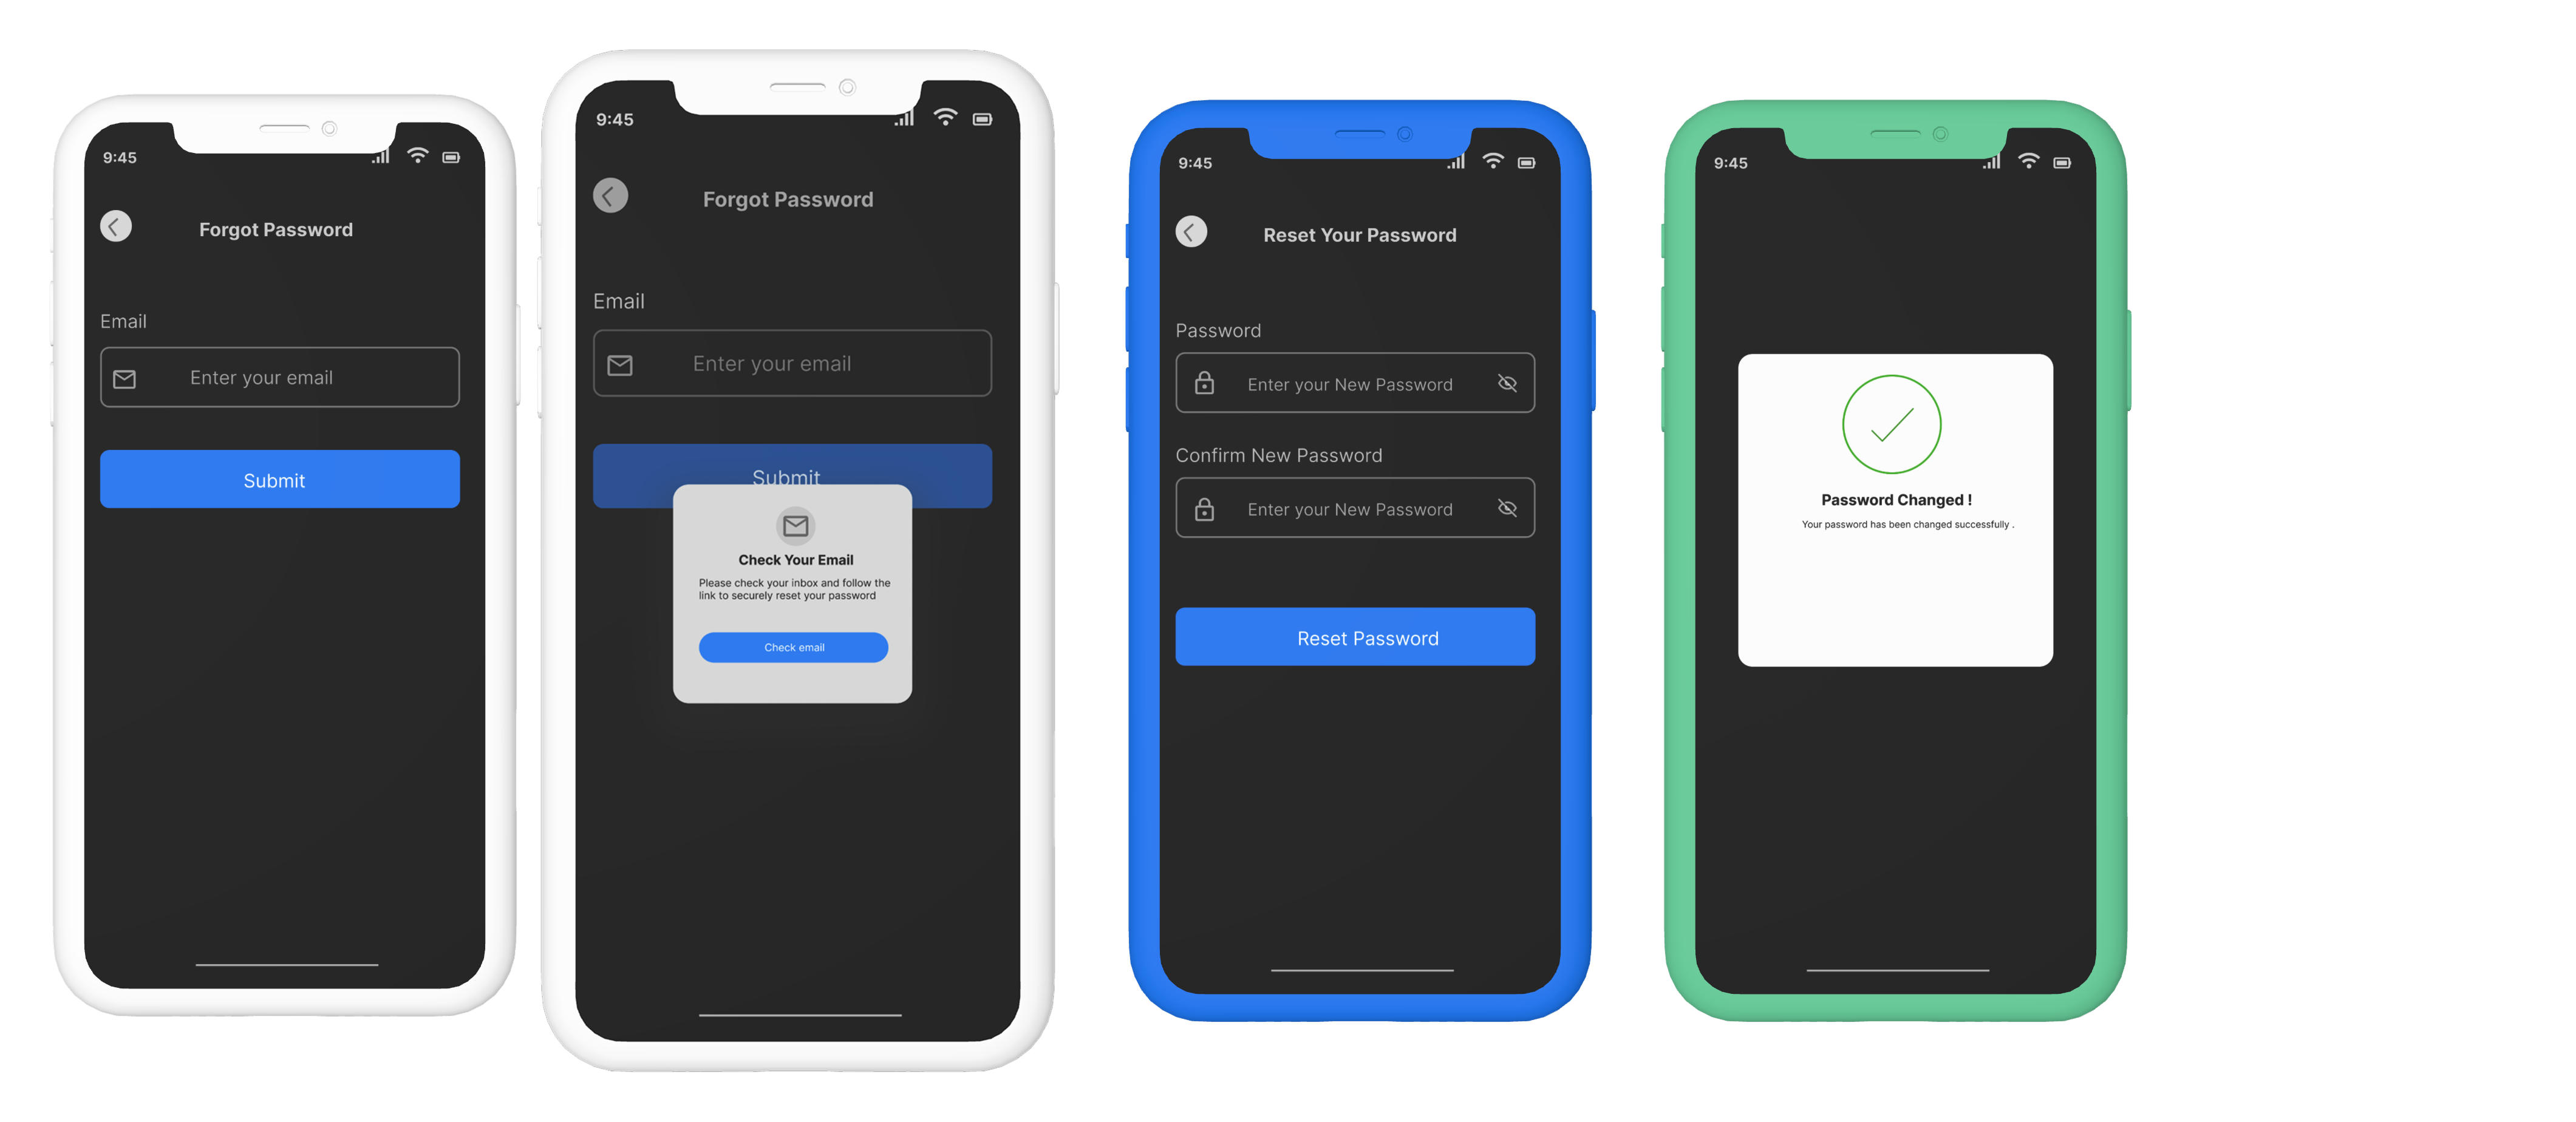 9:45
Forgot Password
Email
Enter your email
Submit
9:45
Forgot Password
Email
Enter your email
Submit
Check Your Email
Please check your inbox and follow the
link to securely reset your password
Check email
9:45
Reset Your Password
Password
Enter your New Password
Confirm New Password
Enter your New Password
Reset Password
9:45
Password Changed !
Your password has been changed successfully .